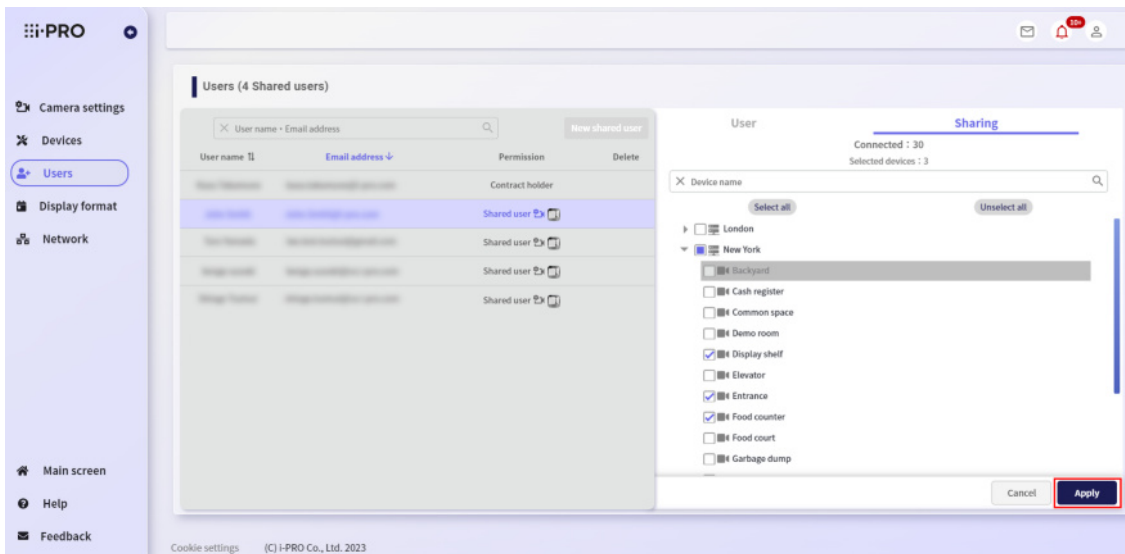 i-PRO
10+
Camera settings
Devices
Users
Display format
Network
Main screen
Help
Feedback
Users (4 Shared users)
User name・Email address
New shared user
User name
Email address
Permission
Delete
Contract holder
Shared user
Shared user
Shared user
Shared user
User
Sharing
Connected : 30
Selected devices : 3
Device name
Select all
Unselect all
London
New York
Backyard
Cash register
Common space
Demo room
Display shelf
Elevator
Entrance
Food counter
Food court
Garbage dump
Cancel
Apply
Cookie settings
(C) i-PRO Co., Ltd. 2023